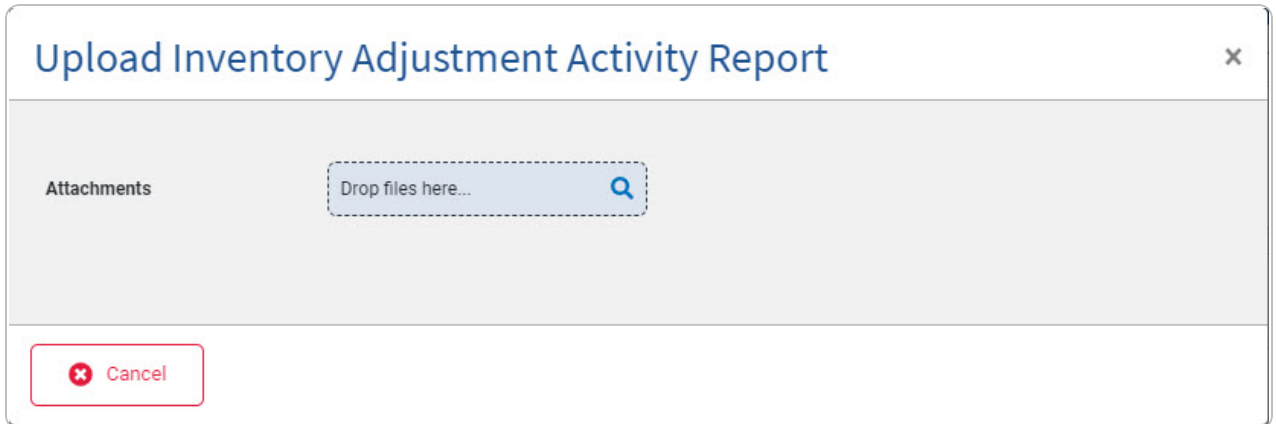 Upload Inventory Adjustment Activity Report
Attachments
Drop files here...
Cancel